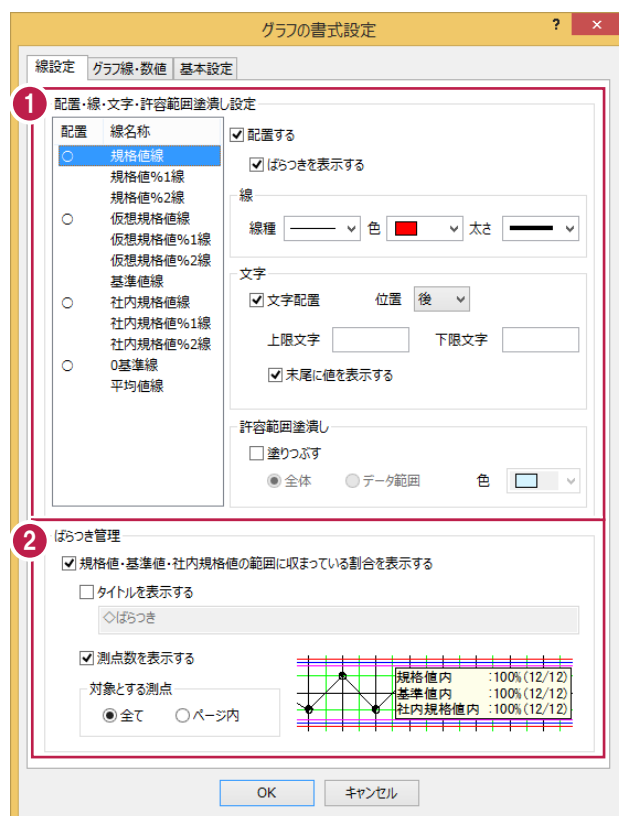 グラフの書式設定
?
×
線設定 グラフ線・数値 基本設定
1
配置・線・文字・許容範囲塗潰し設定
配置 線名称
○ 規格値線
規格値%1線
規格値%2線
○ 仮想規格値線
仮想規格値%1線
仮想規格値%2線
基準値線
○ 社内規格値線
社内規格値%1線
社内規格値%2線
○ 0基準線
平均値線
配置する
ばらつきを表示する
線
線種 色 太さ
文字
文字配置 位置 後
上限文字 下限文字
末尾に値を表示する
許容範囲塗潰し
塗りつぶす
全体 データ範囲 色
2
ばらつき管理
規格値・基準値・社内規格値の範囲に収まっている割合を表示する
タイトルを表示する
◇ばらつき
測点数を表示する
対象とする測点
全て ページ内
規格値内 :100%(12/12)
基準値内 :100%(12/12)
社内規格値内 :100%(12/12)
OK キャンセル